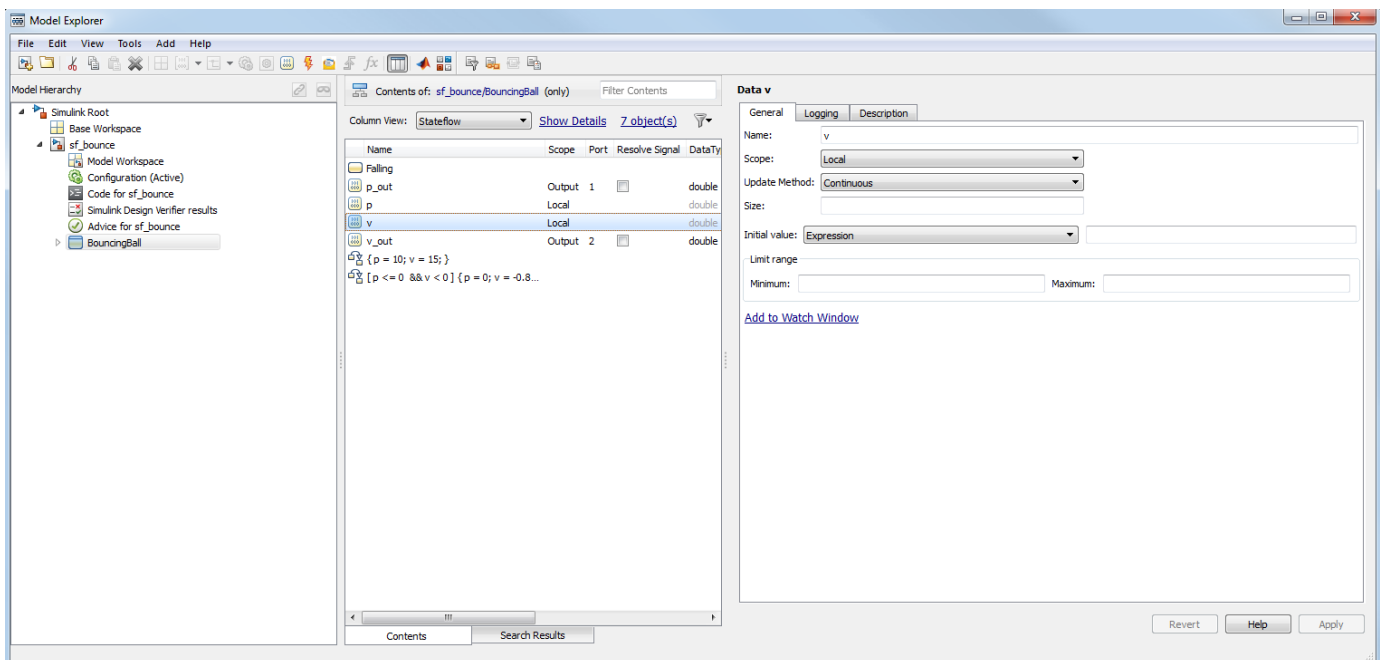 Model Explorer
File Edit View Tools Add Help
fx
Model Hierarchy
Simulink Root
Base Workspace
sf_bounce
Model Workspace
Configuration (Active)
Code for sf_bounce
Simulink Design Verifier results
Advice for sf_bounce
BouncingBall
Contents of: sf_bounce/BouncingBall (only) Filter Contents
Column View: Stateflow Show Details 7 object(s)
Name Scope Port Resolve Signal DataTy
Falling
p_out Output 1 double
p Local double
v Local double
v_out Output 2 double
{p = 10; v = 15; }
[p <= 0 && v < 0] {p = 0; v = -0.8...
Contents Search Results
Data v
General Logging Description
Name: v
Scope: Local
Update Method: Continuous
Size:
Initial value: Expression
Limit range
Minimum: Maximum:
Add to Watch Window
Revert Help Apply